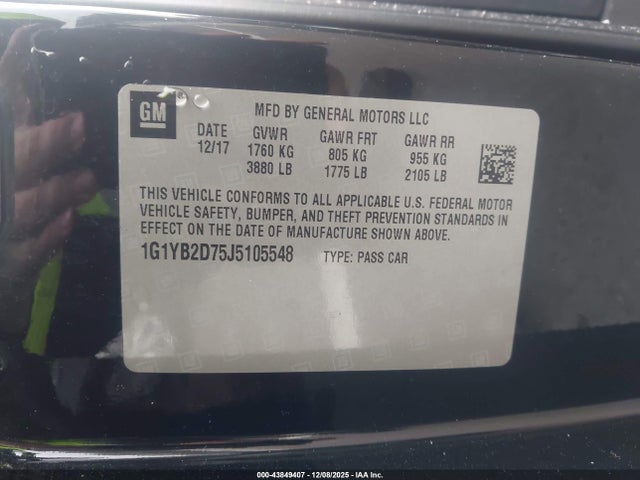 GM
MFD BY GENERAL MOTORS LLC
DATE GVWR GAWR FRT GAWR RR
12/17 1760 KG 805 KG 955 KG
3880 LB 1775 LB 2105 LB
THIS VEHICLE CONFORMS TO ALL APPLICABLE U.S. FEDERAL MOTOR
VEHICLE SAFETY, BUMPER, AND THEFT PREVENTION STANDARDS IN
EFFECT ON THE DATE OF MANUFACTURE SHOWN ABOVE.
1G1YB2D75J5105548 TYPE: PASS CAR
000-43849407 - 12/08/2025 - IAA Inc.